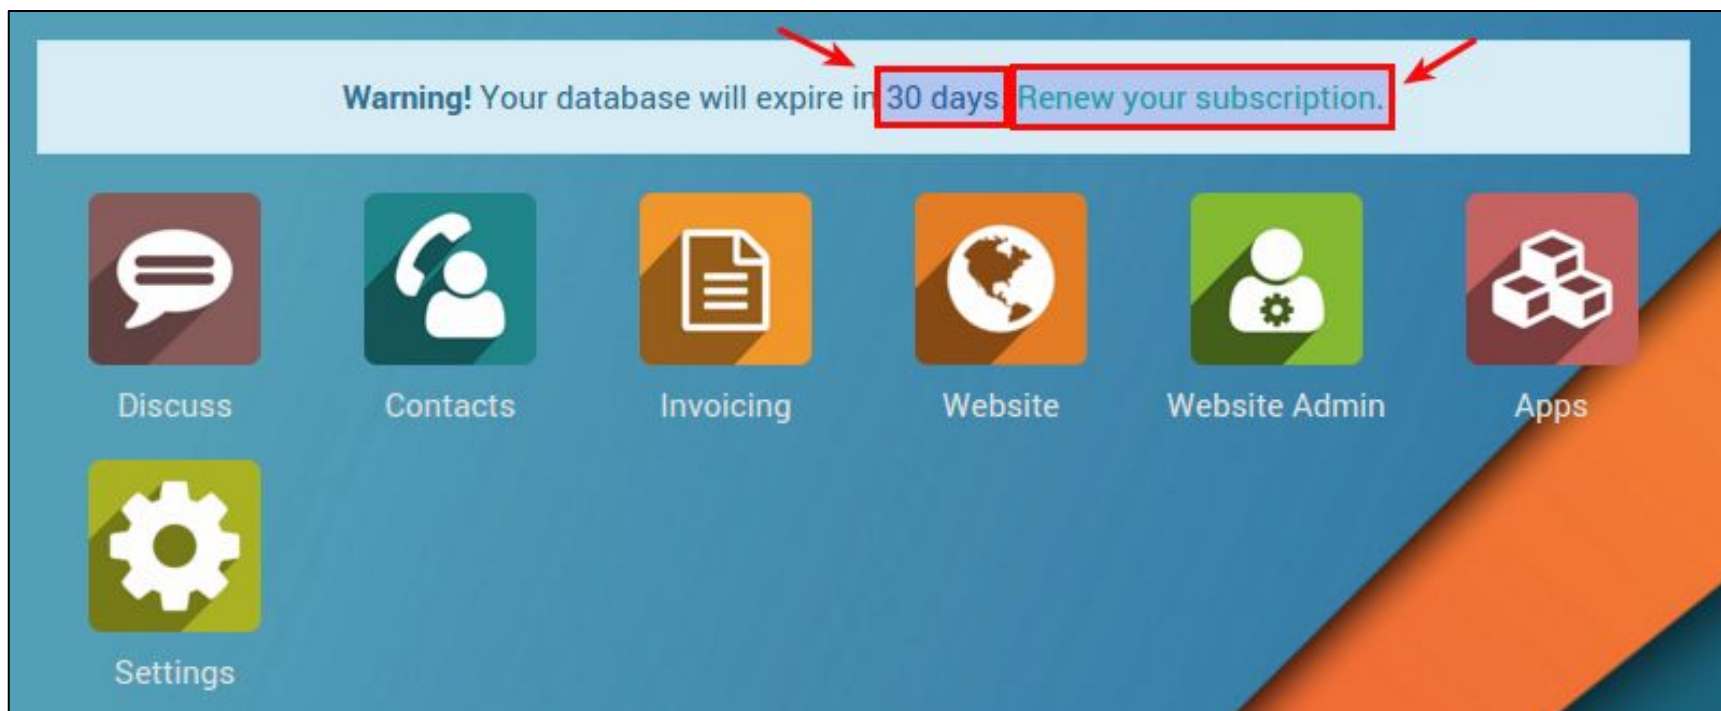 Warning! Your database will expire in 30 days. Renew your subscription.
Discuss
Contacts
Invoicing
Website
Website Admin
Apps
Settings